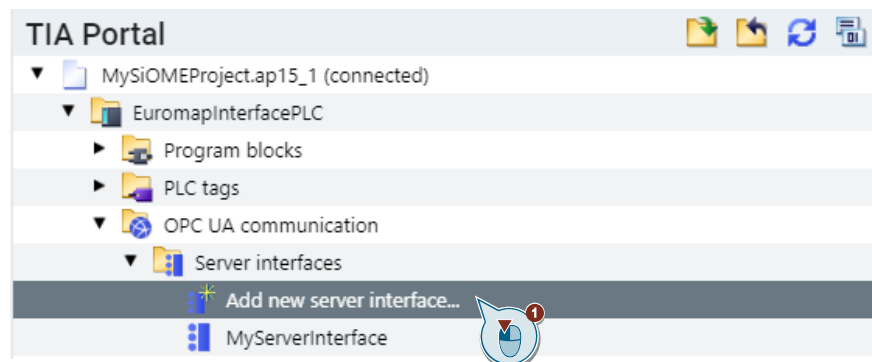 TIA Portal
MySiOMEProject.ap15_1 (connected)
EuromapInterfacePLC
Program blocks
PLC tags
OPC UA communication
Server interfaces
Add new server interface...
1
MyServerInterface